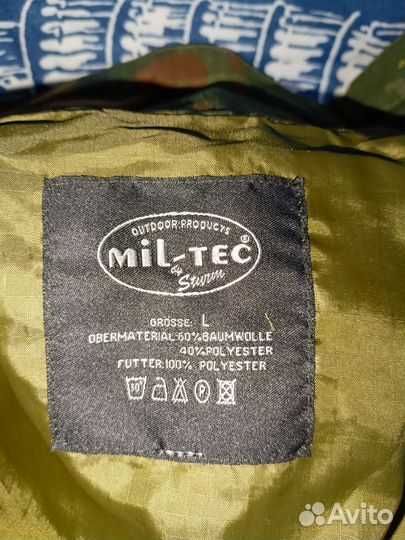 OUTDOOR PRODUCTS
MiL-TEC®
by Sturm
GRÖSSE: L
OBERMATERIAL:60%BAUMWOLLE
40%POLYESTER
FUTTER:100% POLYESTER
30
P
Avito